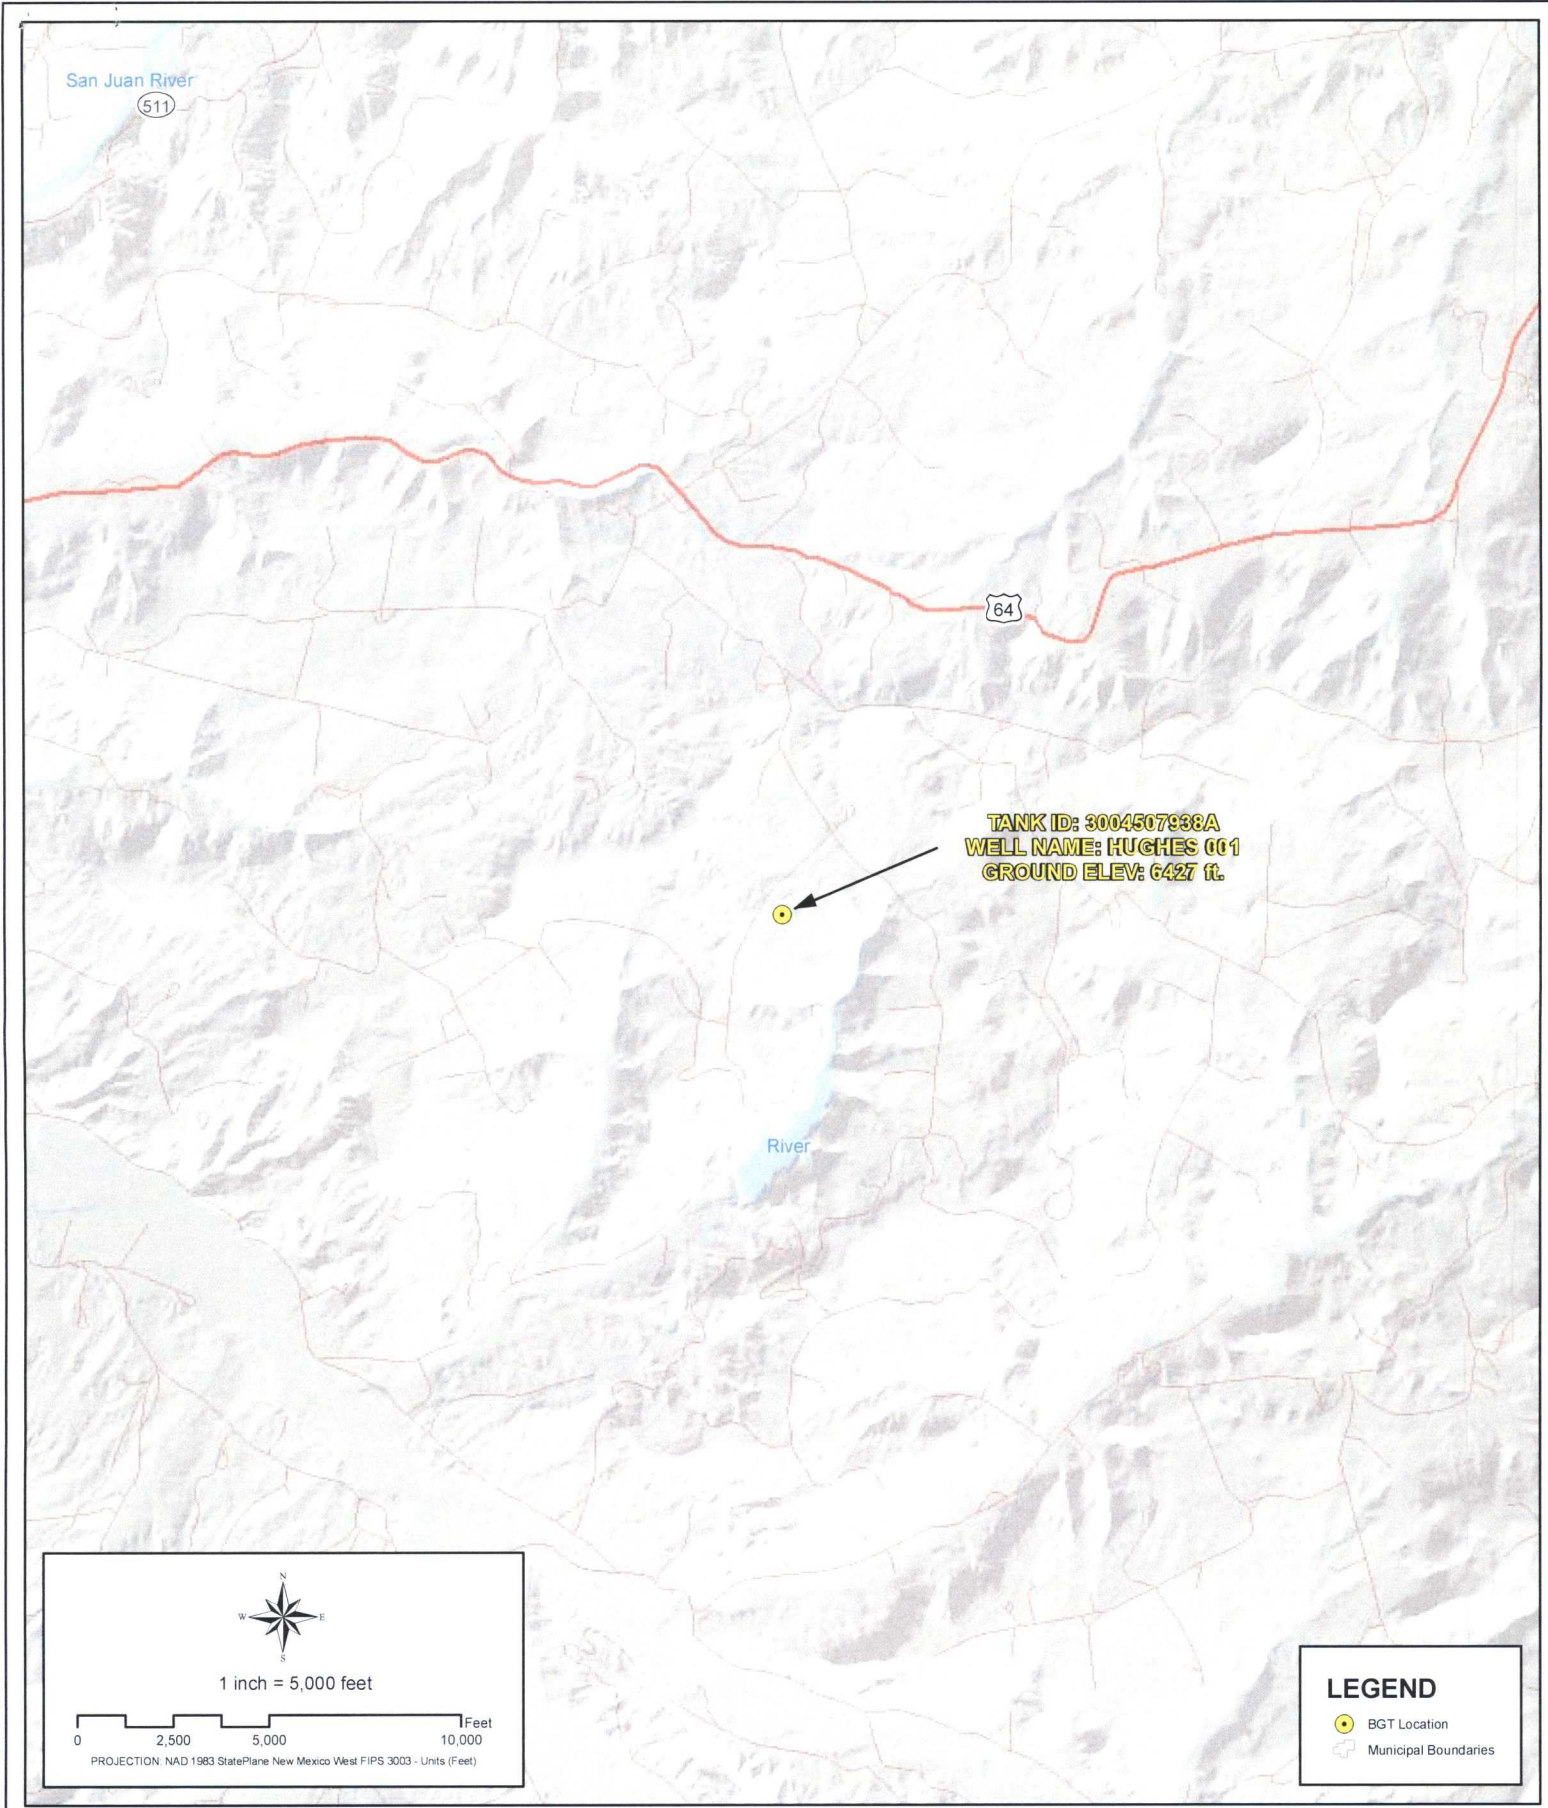 San Juan River
511
64
TANK ID: 3004507938A
WELL NAME: HUGHES 001
GROUND ELEV: 6427 ft.
River
N
W E
S
1 inch = 5,000 feet
Feet
0 2,500 5,000 10,000
PROJECTION: NAD 1983 StatePlane New Mexico West FIPS 3003 - Units (Feet)
LEGEND
BGT Location
Municipal Boundaries